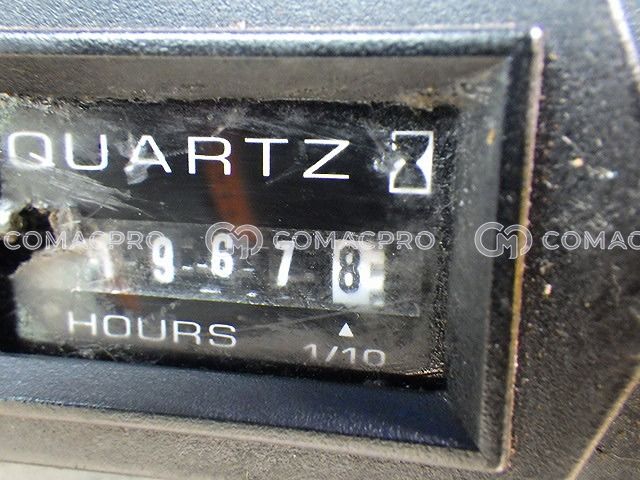 QUARTZ
COMACPRO COMACPRO COMACPRO
9678
HOURS
1/10